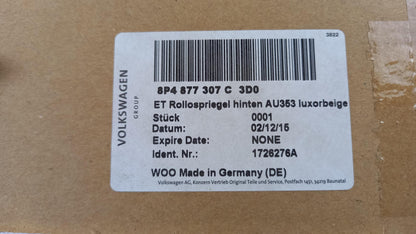 3822
VOLKSWAGEN
GROUP
8P4 877 307 C 3D0
ET Rollospriegel hinten AU353 luxorbeige
Stück 0001
Datum: 02/12/15
Expire Date: NONE
Ident. Nr.: 1726276A
WOO Made in Germany (DE)
Volkswagen AG, Konzern Vertrieb Original Teile und Service, Postfach 1451, 34219 Baunatal